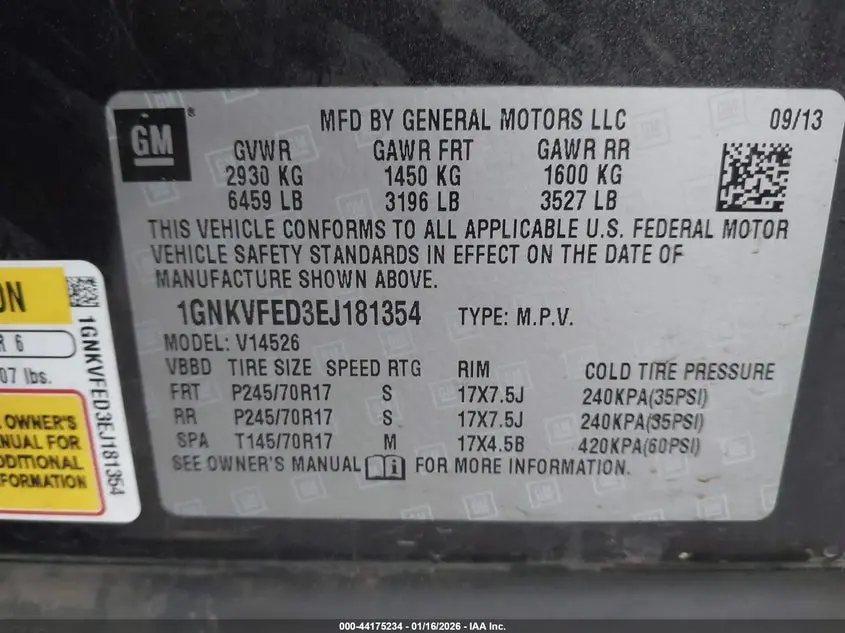 GM
MFD BY GENERAL MOTORS LLC 09/13
GVWR GAWR FRT GAWR RR
2930 KG 1450 KG 1600 KG
6459 LB 3196 LB 3527 LB
THIS VEHICLE CONFORMS TO ALL APPLICABLE U.S. FEDERAL MOTOR
VEHICLE SAFETY STANDARDS IN EFFECT ON THE DATE OF
MANUFACTURE SHOWN ABOVE.
1GNKVFED3EJ181354 TYPE: M.P.V.
MODEL: V14526
VBBD TIRE SIZE SPEED RTG RIM COLD TIRE PRESSURE
FRT P245/70R17 S 17X7.5J 240KPA(35PSI)
RR P245/70R17 S 17X7.5J 240KPA(35PSI)
SPA T145/70R17 M 17X4.5B 420KPA(60PSI)
SEE OWNER'S MANUAL FOR MORE INFORMATION.
ON
R 6
07 lbs.
OWNER'S
ANUAL FOR
ADDITIONAL
FORMATION
1GNKVFED3EJ181354
000-44175234 - 01/16/2026 - IAA Inc.